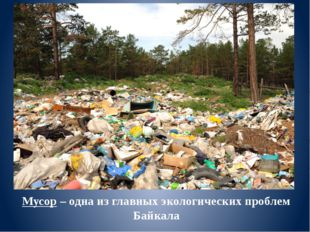 Мусор – одна из главных экологических проблем
Байкала